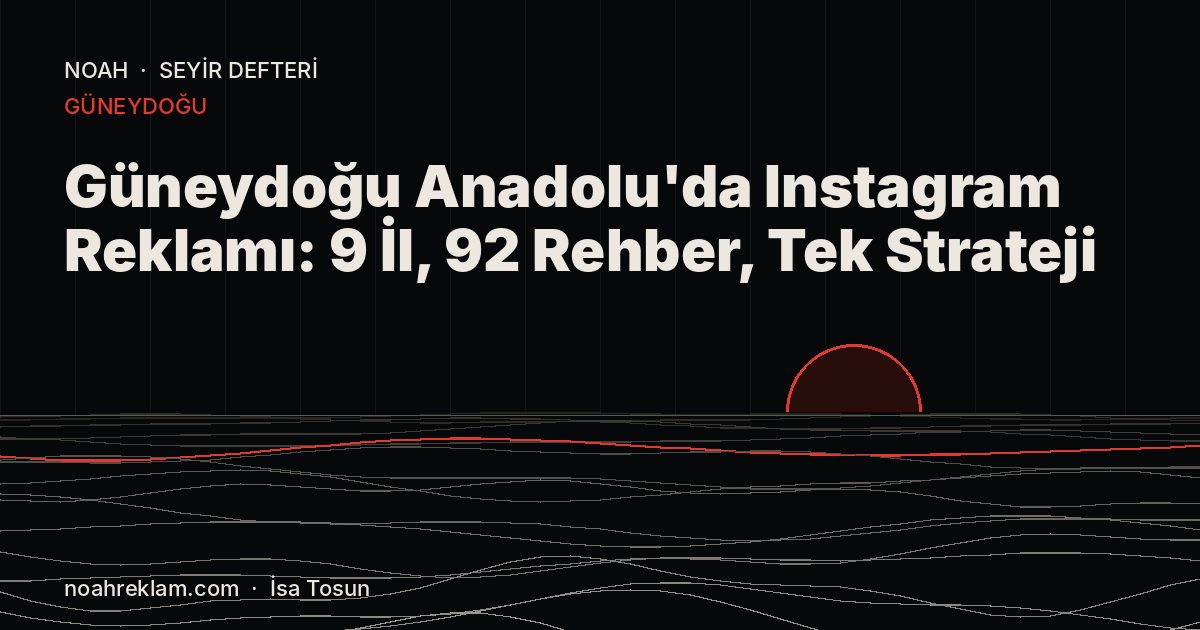 NOAH · SEYİR DEFTERİ
GÜNEYDOĞU
Güneydoğu Anadolu'da Instagram
Reklamı: 9 İl, 92 Rehber, Tek Strateji
noahreklam.com · İsa Tosun